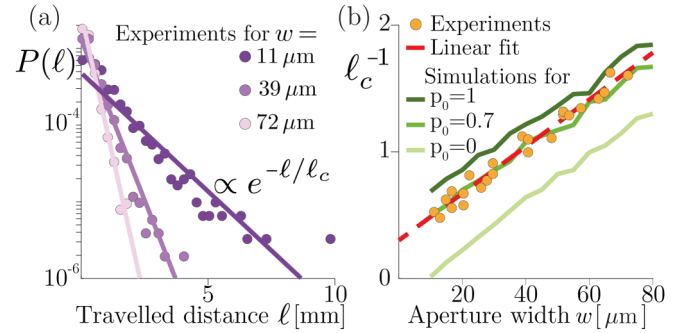 (a)
Experiments for w =
11 μm
39 μm
72 μm
P(ℓ)
10^-4
∝ e^-ℓ/ℓc
10^-6
0
5
10
Travelled distance ℓ [mm]
(b)
2
Experiments
Linear fit
ℓc^-1
Simulations for
p0=1
p0=0.7
p0=0
1
0
20
40
60
80
Aperture width w [μm]